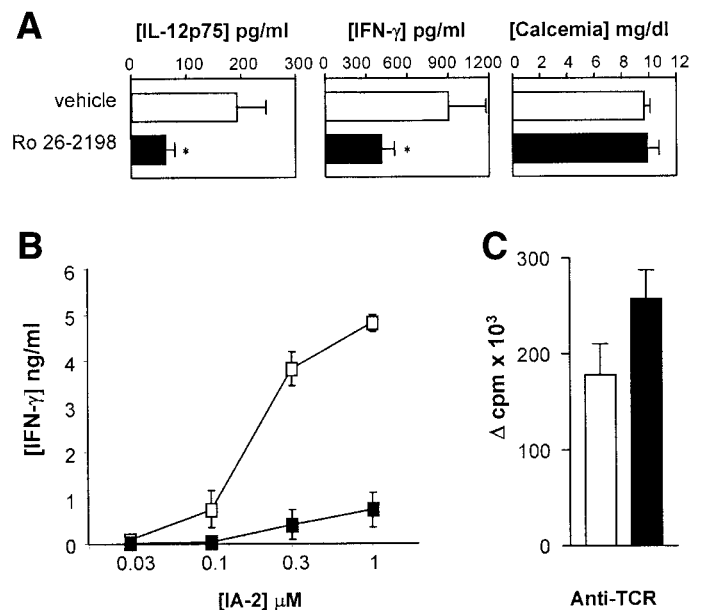 A
[IL-12p75] pg/ml
[IFN-γ] pg/ml
[Calcemia] mg/dl
0 100 200 300
0 300 600 900 1200
0 2 4 6 8 10 12
vehicle
Ro 26-2198
*
*
B
[IFN-γ] ng/ml
6
5
4
3
2
1
0
0.03 0.1 0.3 1
[IA-2] μM
C
Δ cpm x 10³
300
200
100
0
Anti-TCR